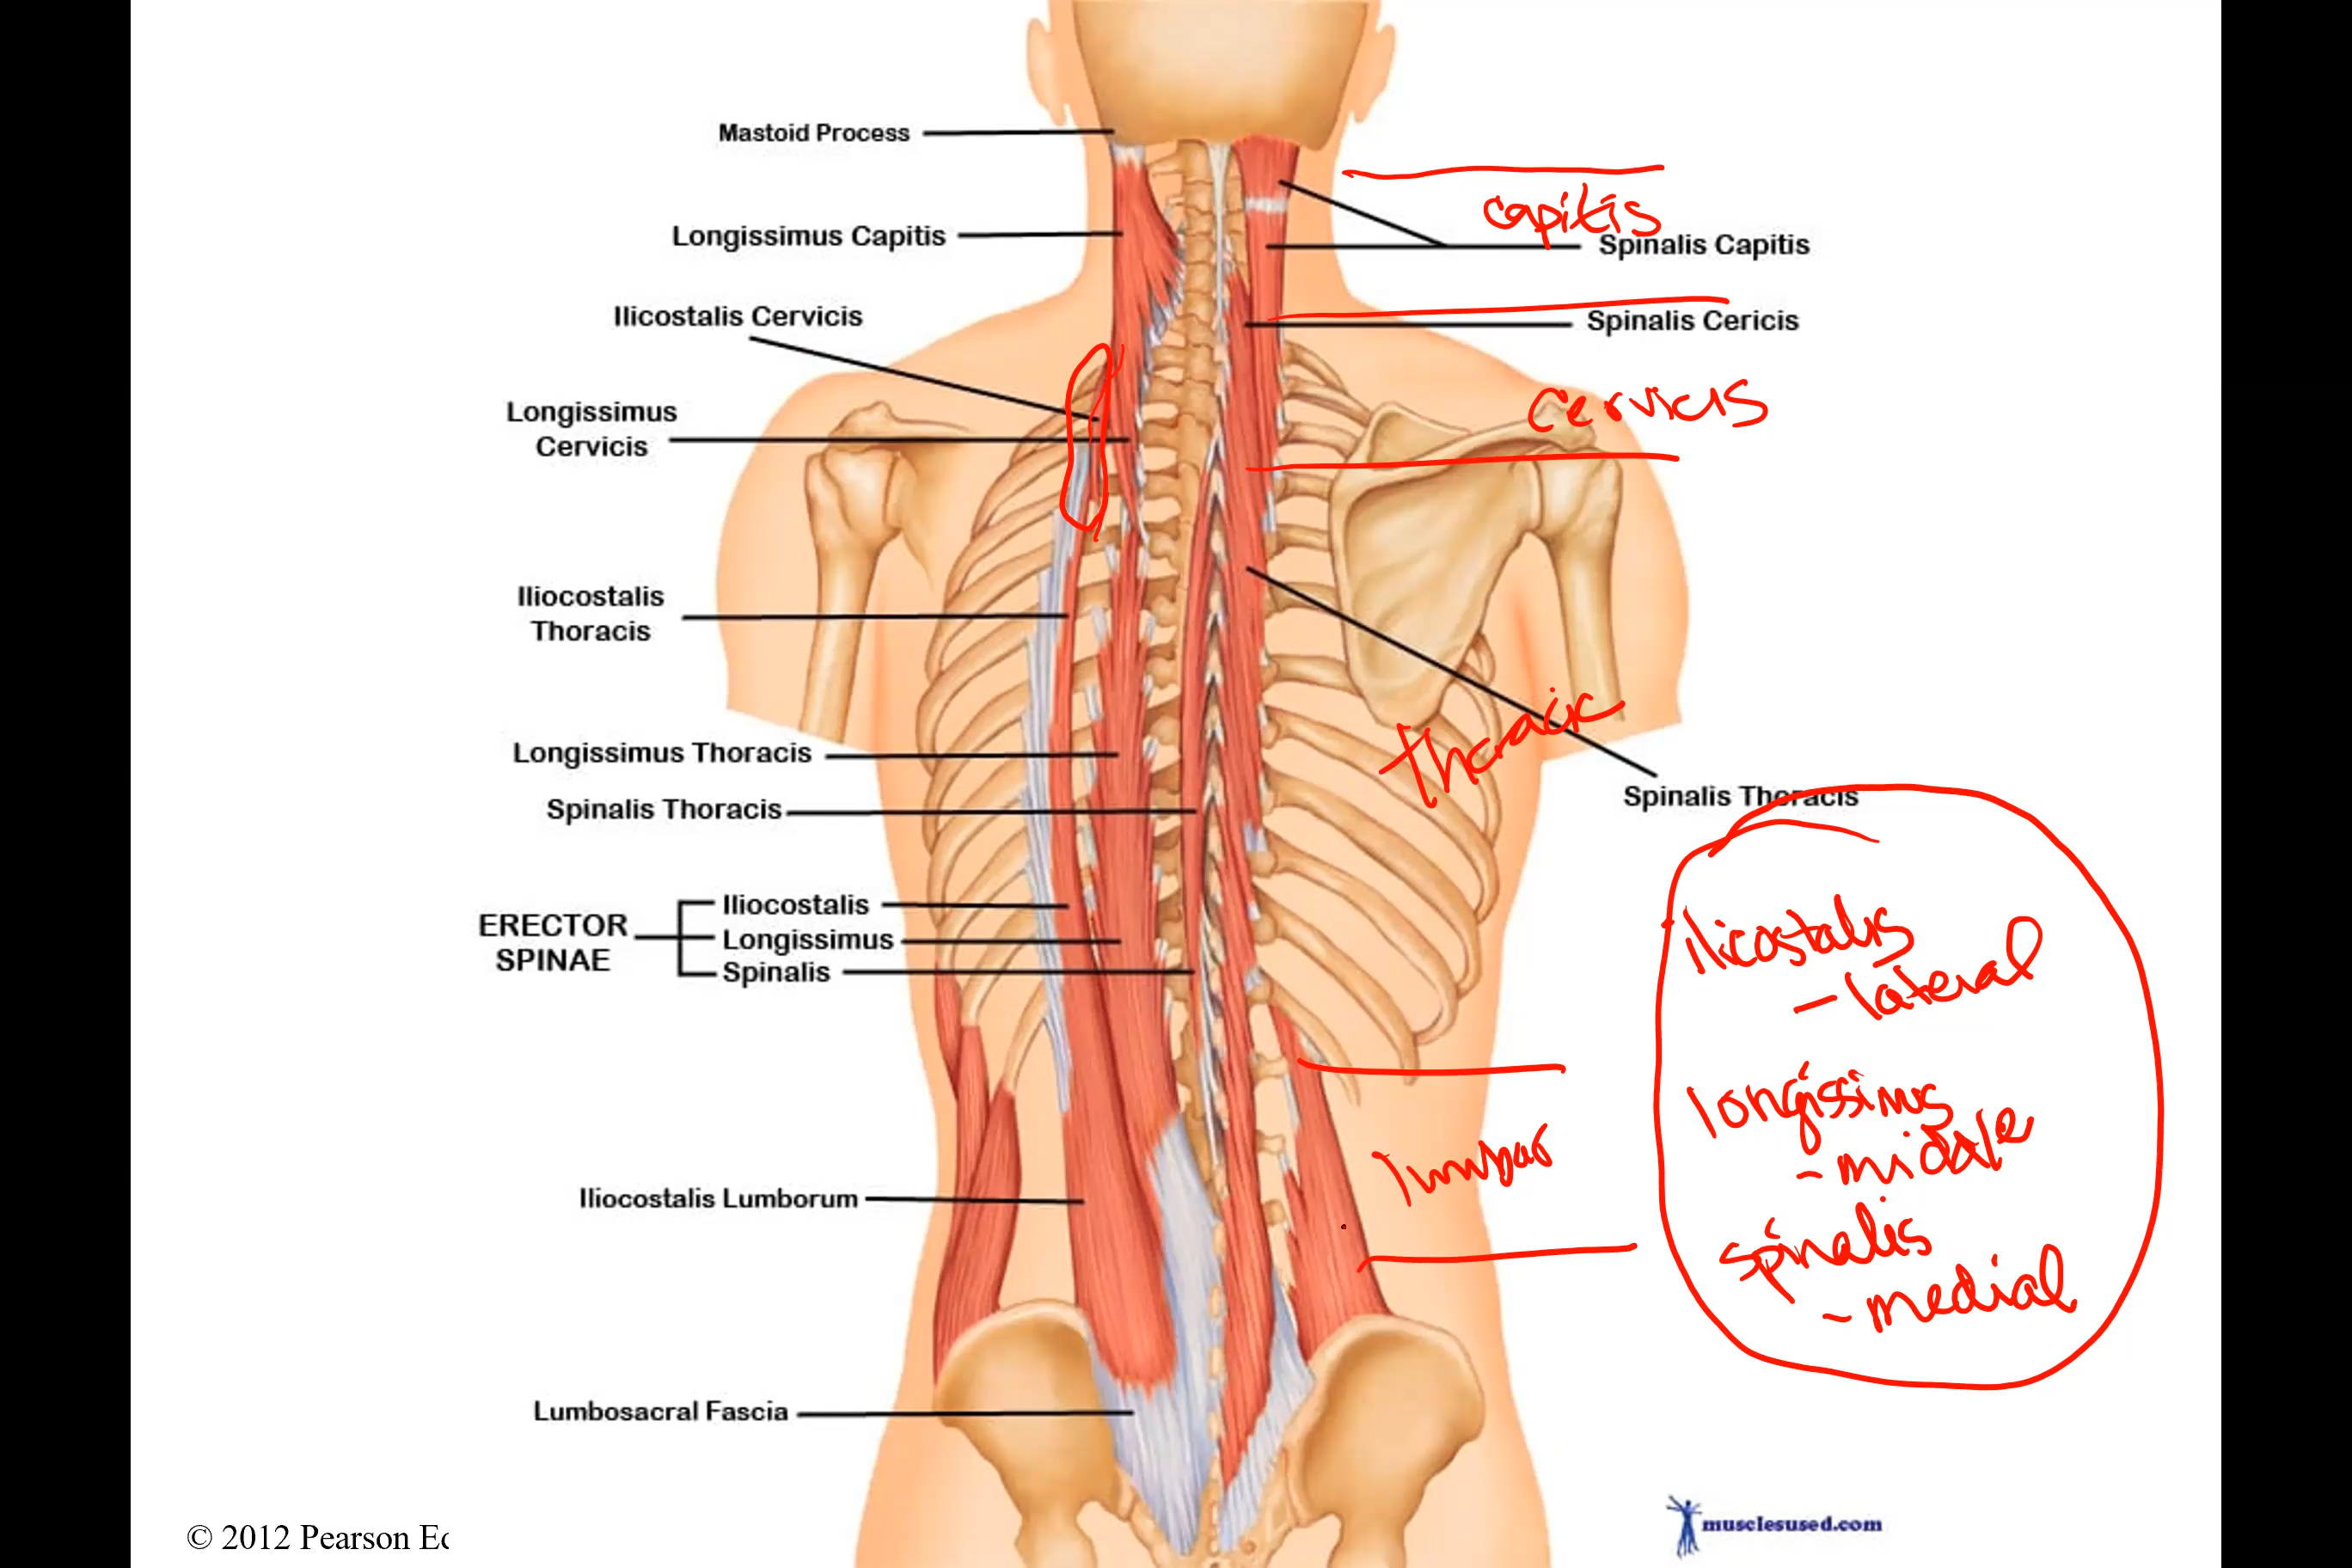 Mastoid Process
Longissimus Capitis
Ilicostalis Cervicis
Longissimus
Cervicis
Iliocostalis
Thoracis
Longissimus Thoracis
Spinalis Thoracis
ERECTOR
SPINAE
Iliocostalis
Longissimus
Spinalis
Iliocostalis Lumborum
Lumbosacral Fascia
capitis
Spinalis Capitis
Spinalis Cericis
cervicis
thoracic
Spinalis Thoracis
ilicostalis
- lateral
longissimus
- middle
spinalis
- medial
lumbar
© 2012 Pearson Ec
musclesused.com